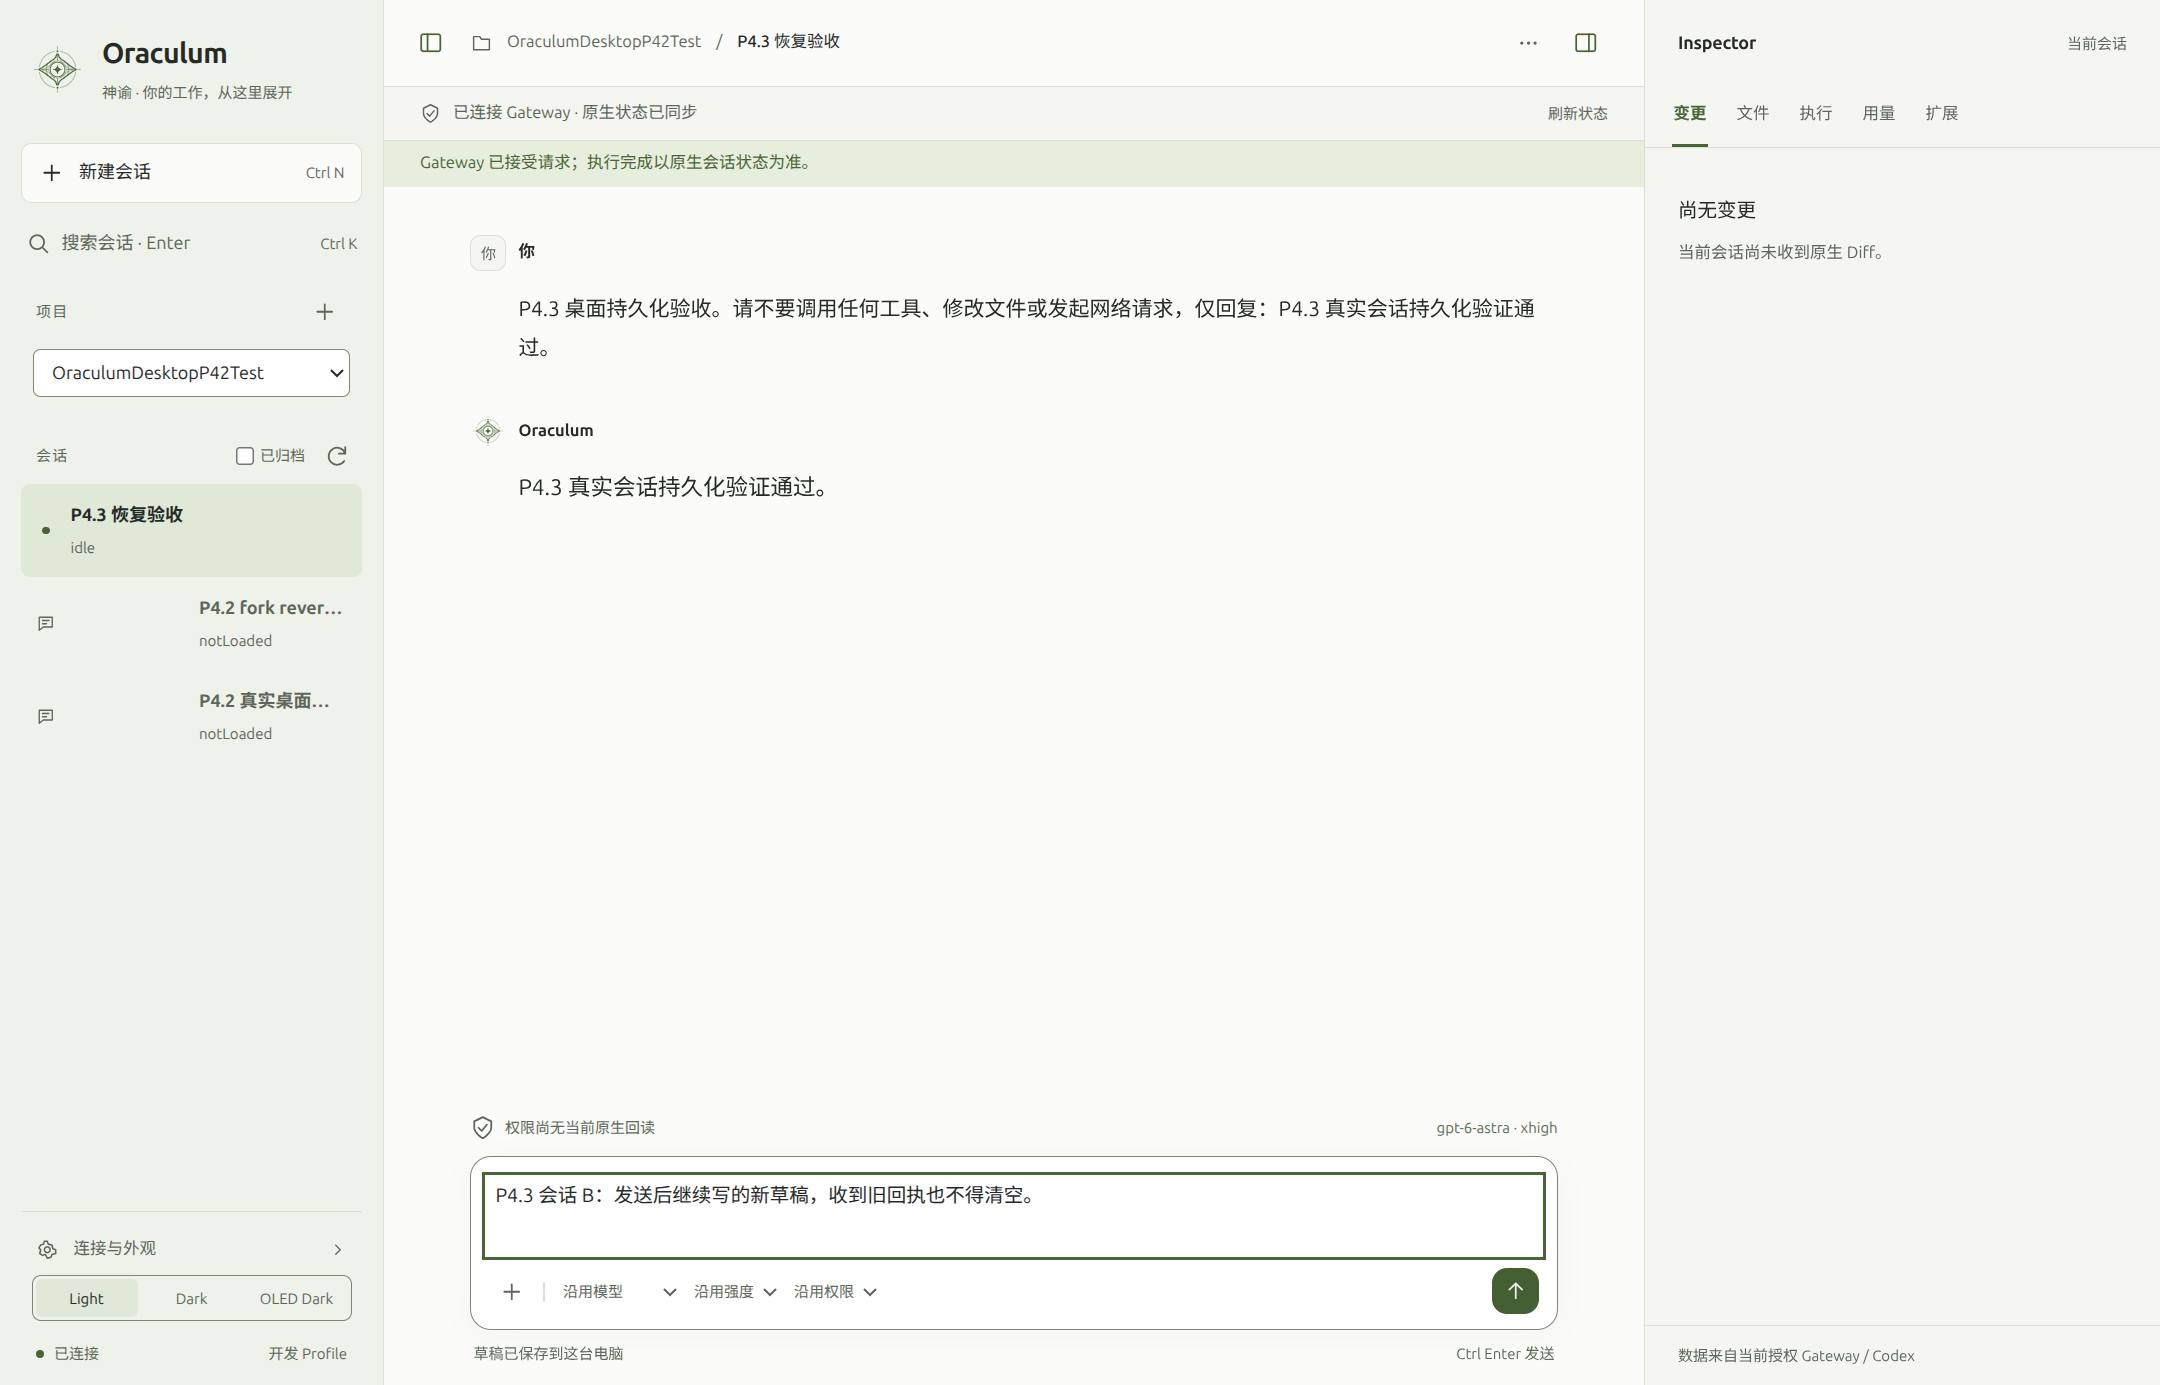 Oraculum
神谕 · 你的工作，从这里展开
新建会话
Ctrl N
搜索会话 · Enter
Ctrl K
项目
OraculumDesktopP42Test
会话
已归档
P4.3 恢复验收
idle
P4.2 fork rever...
notLoaded
P4.2 真实桌面...
notLoaded
连接与外观
Light
Dark
OLED Dark
已连接
开发 Profile
OraculumDesktopP42Test / P4.3 恢复验收
已连接 Gateway · 原生状态已同步
刷新状态
Gateway 已接受请求；执行完成以原生会话状态为准。
你
你
P4.3 桌面持久化验收。请不要调用任何工具、修改文件或发起网络请求，仅回复：P4.3 真实会话持久化验证通
过。
Oraculum
P4.3 真实会话持久化验证通过。
权限尚无当前原生回读
gpt-6-astra · xhigh
P4.3 会话 B：发送后继续写的新草稿，收到旧回执也不得清空。
沿用模型
沿用强度
沿用权限
草稿已保存到这台电脑
Ctrl Enter 发送
Inspector
当前会话
变更
文件
执行
用量
扩展
尚无变更
当前会话尚未收到原生 Diff。
数据来自当前授权 Gateway / Codex